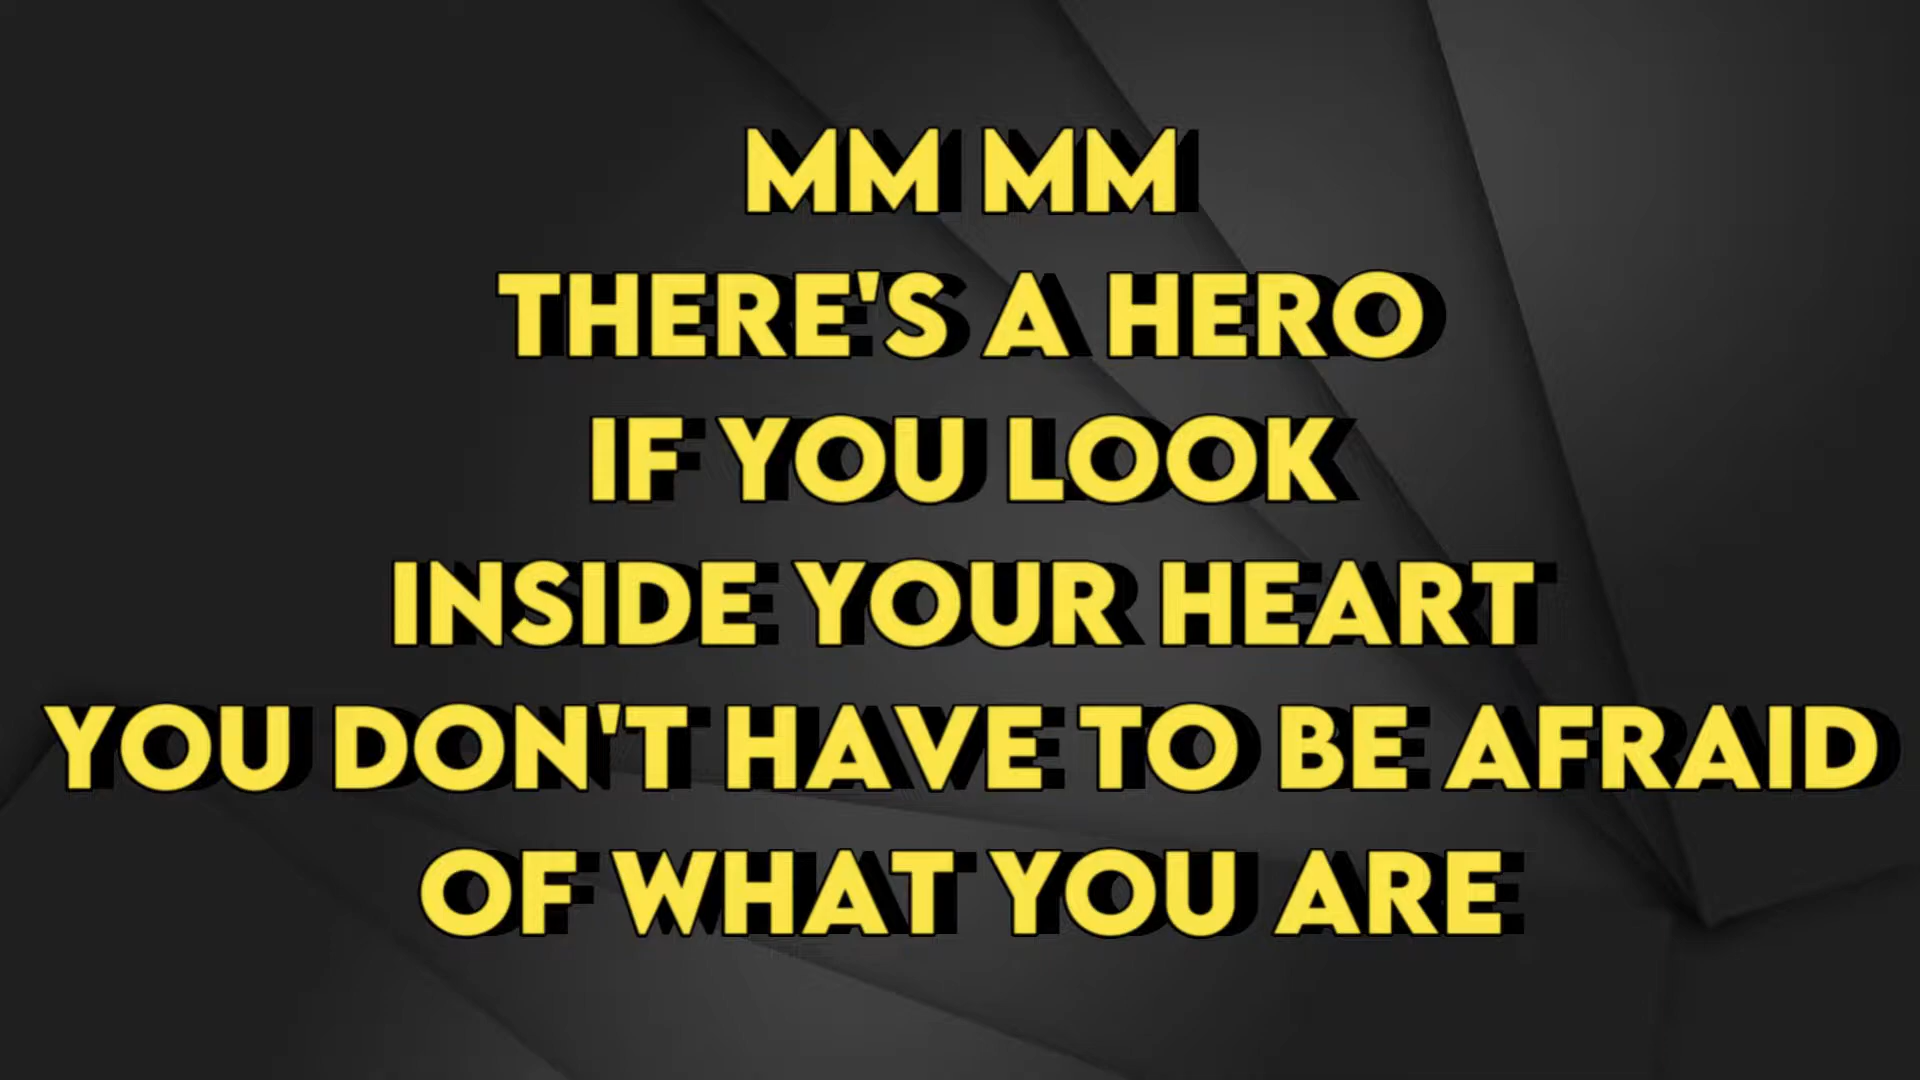 MM MM
THERE'S A HERO
IF YOU LOOK
INSIDE YOUR HEART
YOU DON'T HAVE TO BE AFRAID
OF WHAT YOU ARE